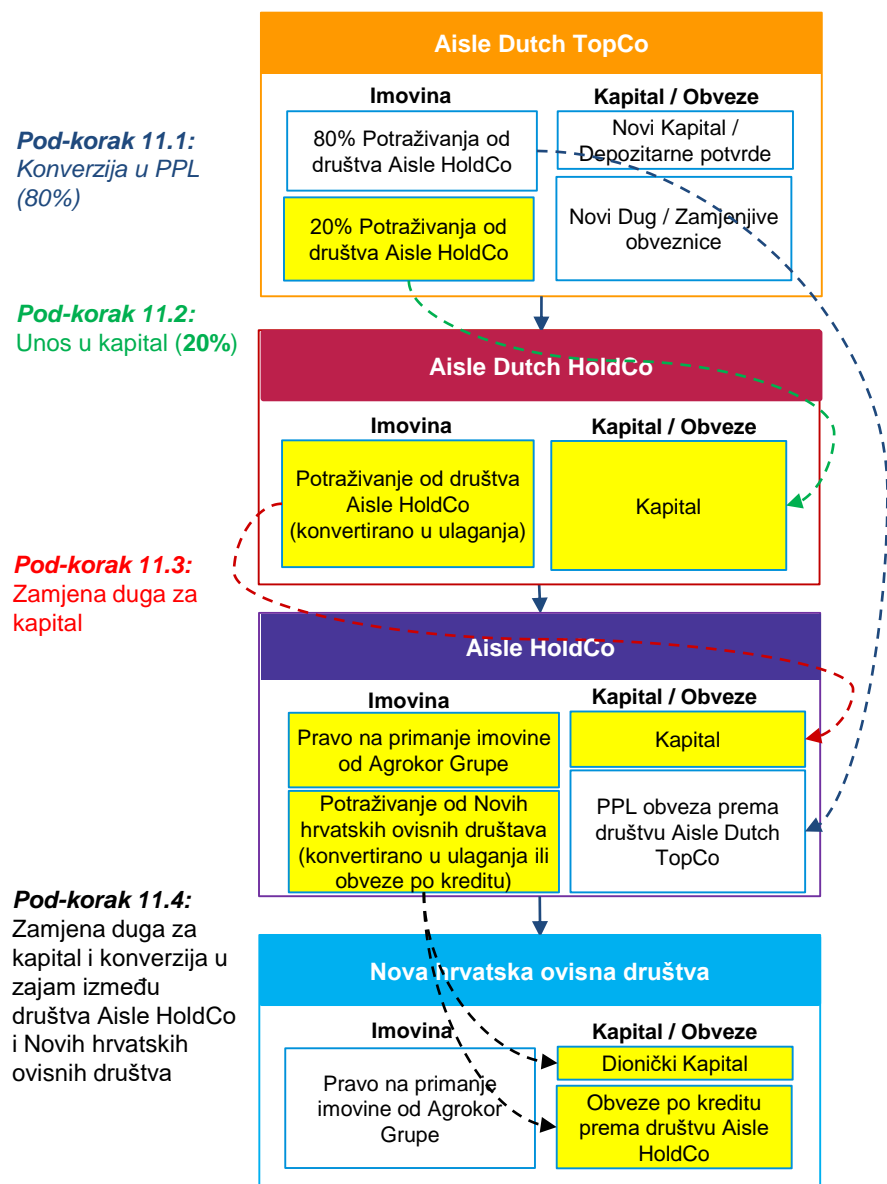 Aisle Dutch TopCo
Imovina
Kapital / Obveze
Pod-korak 11.1:
Konverzija u PPL
(80%)
80% Potraživanja od
društva Aisle HoldCo
Novi Kapital /
Depozitarne potvrde
20% Potraživanja od
društva Aisle HoldCo
Novi Dug / Zamjenjive
obveznice
Pod-korak 11.2:
Unos u kapital (20%)
Aisle Dutch HoldCo
Imovina
Kapital / Obveze
Potraživanje od društva
Aisle HoldCo
(konvertirano u ulaganja)
Kapital
Pod-korak 11.3:
Zamjena duga za
kapital
Aisle HoldCo
Imovina
Kapital / Obveze
Pravo na primanje imovine
od Agrokor Grupe
Kapital
Potraživanje od Novih
hrvatskih ovisnih društava
(konvertirano u ulaganja ili
obveze po kreditu)
PPL obveza prema
društvu Aisle Dutch
TopCo
Pod-korak 11.4:
Zamjena duga za
kapital i konverzija u
zajam između
društva Aisle HoldCo
i Novih hrvatskih
ovisnih društva
Nova hrvatska ovisna društva
Imovina
Kapital / Obveze
Pravo na primanje
imovine od Agrokor
Grupe
Dionički Kapital
Obveze po kreditu
prema društvu Aisle
HoldCo